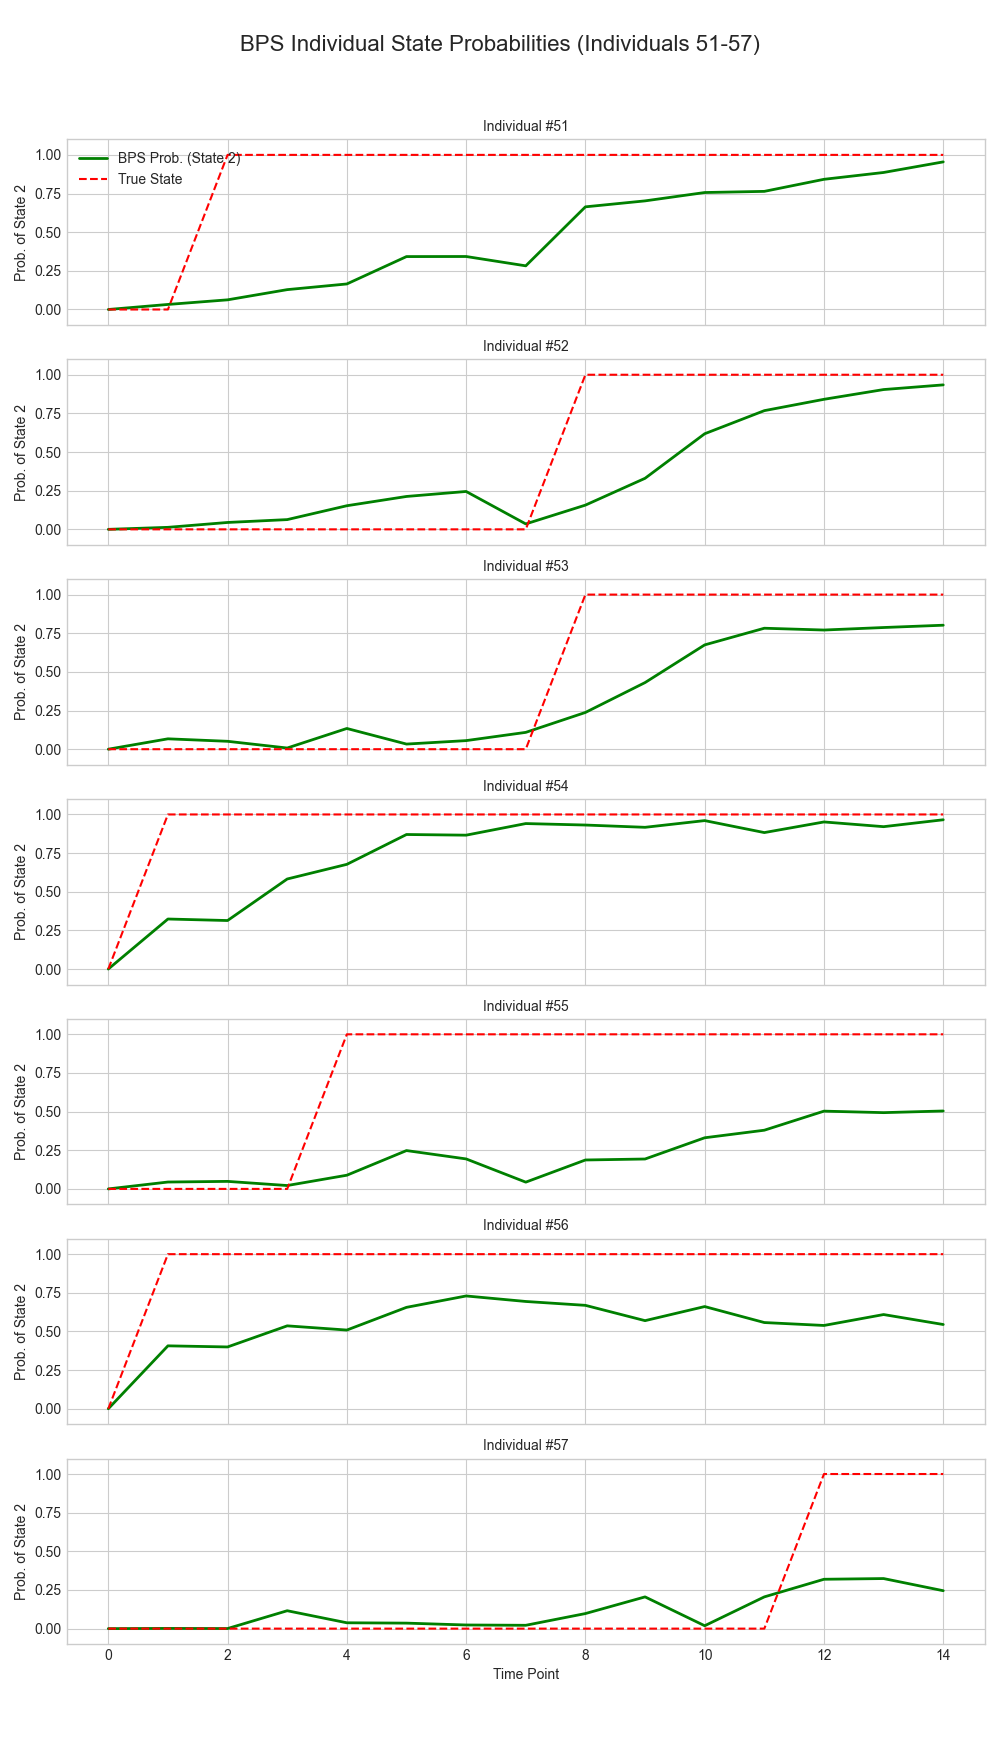 BPS Individual State Probabilities (Individuals 51-57)
Individual #51
1.00
0.75
0.50
0.25
0.00
Prob. of State 2
BPS Prob. (State 2)
True State
Individual #52
1.00
0.75
0.50
0.25
0.00
Prob. of State 2
Individual #53
1.00
0.75
0.50
0.25
0.00
Prob. of State 2
Individual #54
1.00
0.75
0.50
0.25
0.00
Prob. of State 2
Individual #55
1.00
0.75
0.50
0.25
0.00
Prob. of State 2
Individual #56
1.00
0.75
0.50
0.25
0.00
Prob. of State 2
Individual #57
1.00
0.75
0.50
0.25
0.00
Prob. of State 2
0 2 4 6 8 10 12 14
Time Point